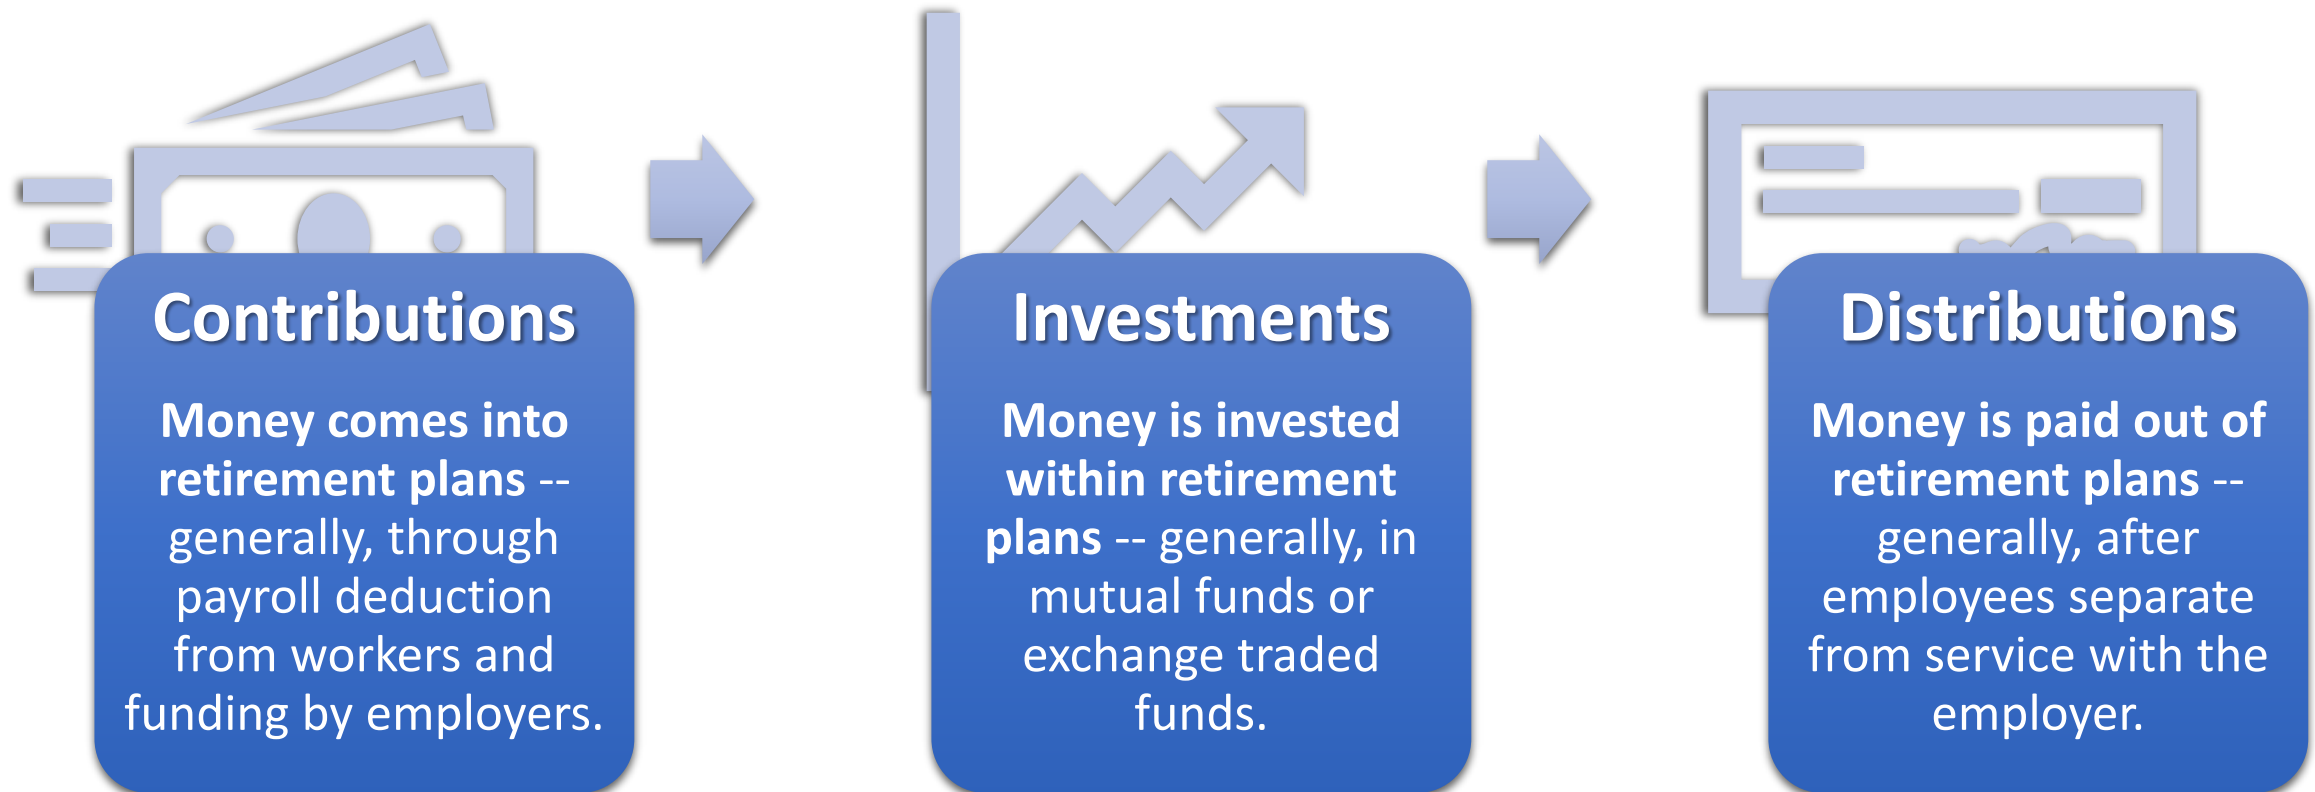 Contributions
Money comes into
retirement plans --
generally, through
payroll deduction
from workers and
funding by employers.
Investments
Money is invested
within retirement
plans -- generally, in
mutual funds or
exchange traded
funds.
Distributions
Money is paid out of
retirement plans --
generally, after
employees separate
from service with the
employer.